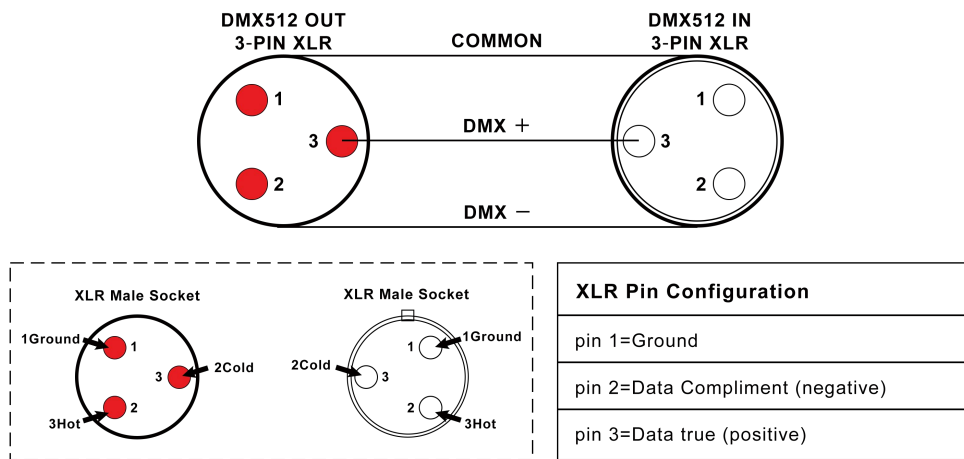 DMX512 OUT
3-PIN XLR
COMMON
DMX512 IN
3-PIN XLR
1
1
3
DMX +
3
2
2
DMX −
XLR Male Socket
1Ground
1
3
2Cold
2
3Hot
XLR Male Socket
1Ground
1
2Cold
3
2
3Hot
XLR Pin Configuration
pin 1=Ground
pin 2=Data Compliment (negative)
pin 3=Data true (positive)